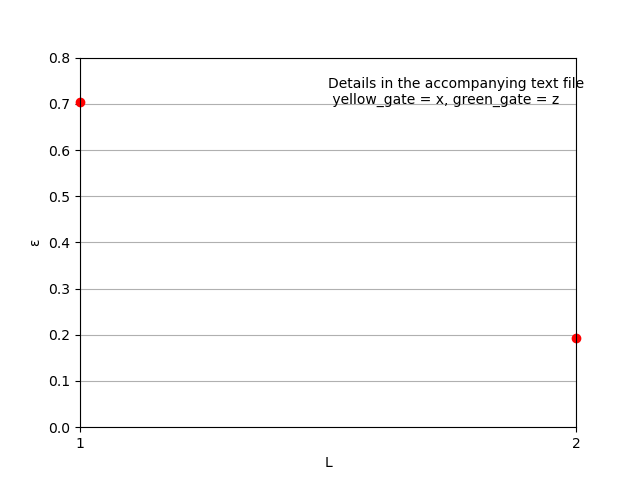 Details in the accompanying text file
yellow_gate = x, green_gate = z
0.8
0.7
0.6
0.5
0.4
0.3
0.2
0.1
0.0
ε
1
2
L